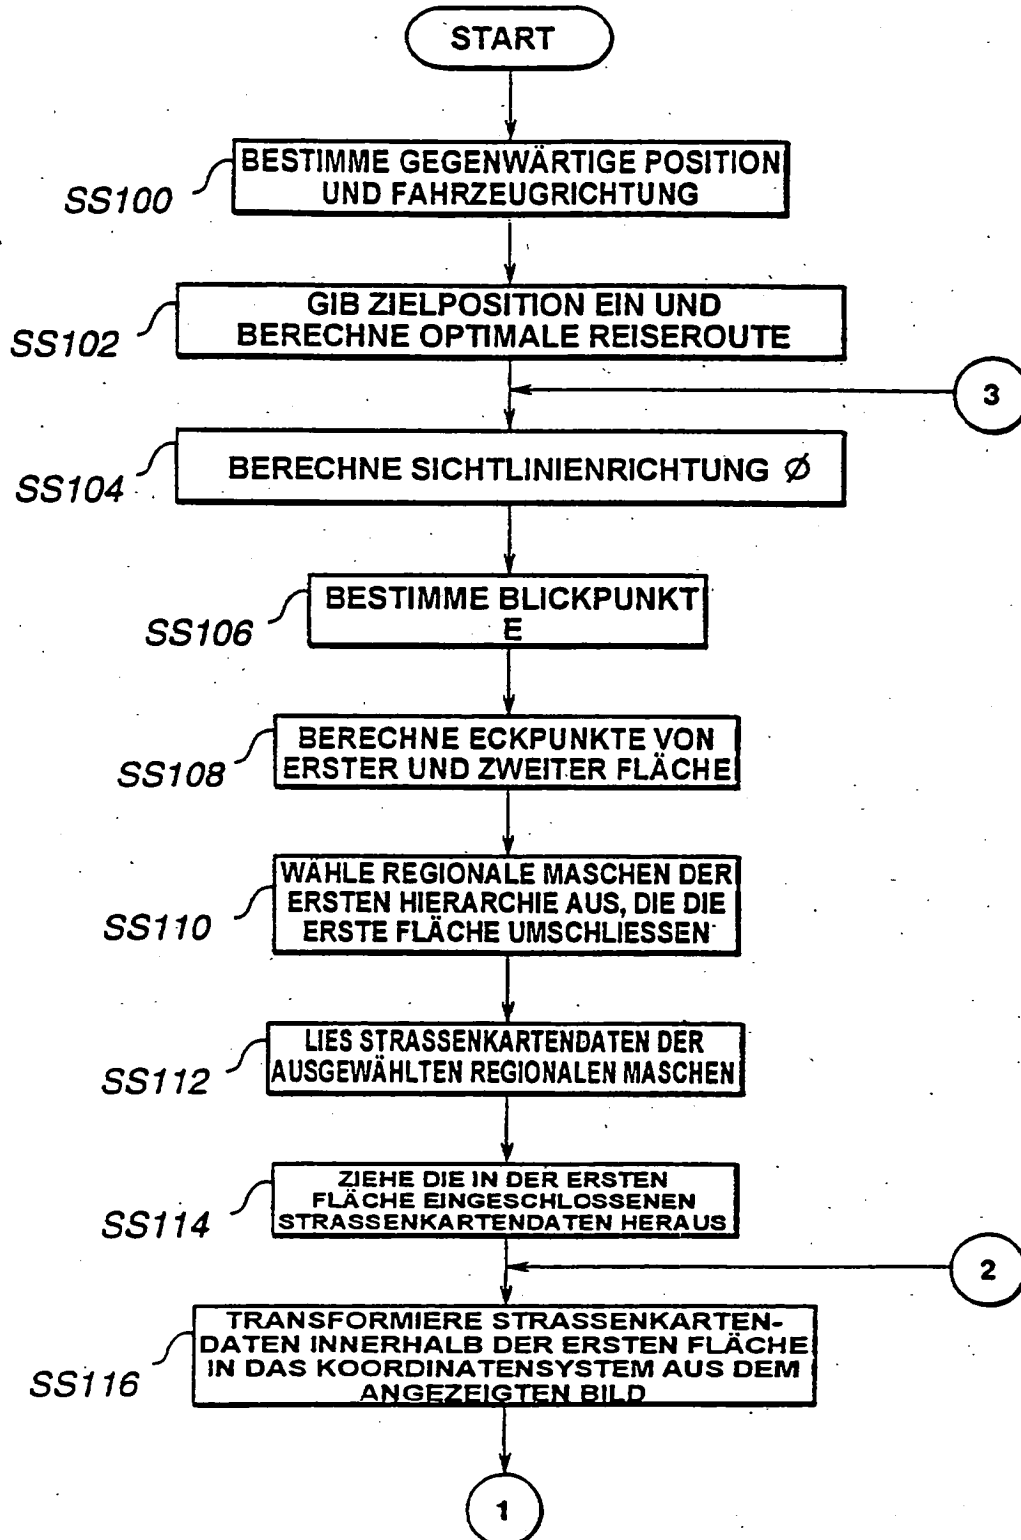 START
BESTIMME GEGENWÄRTIGE POSITION
UND FAHRZEUGRICHTUNG
SS100
GIB ZIELPOSITION EIN UND
BERECHNE OPTIMALE REISEROUTE
SS102
3
BERECHNE SICHTLINIENRICHTUNG Ø
SS104
BESTIMME BLICKPUNKT
E
SS106
BERECHNE ECKPUNKTE VON
ERSTER UND ZWEITER FLÄCHE
SS108
WÄHLE REGIONALE MASCHEN DER
ERSTEN HIERARCHIE AUS, DIE DIE
ERSTE FLÄCHE UMSCHLIESSEN
SS110
LIES STRASSENKARTENDATEN DER
AUSGEWÄHLTEN REGIONALEN MASCHEN
SS112
ZIEHE DIE IN DER ERSTEN
FLÄCHE EINGESCHLOSSENEN
STRASSENKARTENDATEN HERAUS
SS114
2
TRANSFORMIERE STRASSENKARTEN-
DATEN INNERHALB DER ERSTEN FLÄCHE
IN DAS KOORDINATENSYSTEM AUS DEM
ANGEZEIGTEN BILD
SS116
1